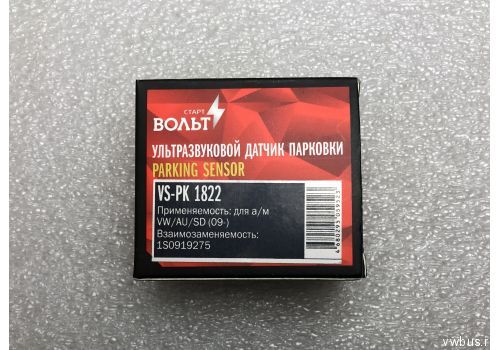 СТАРТ
ВОЛЬТ
УЛЬТРАЗВУКОВОЙ ДАТЧИК ПАРКОВКИ
PARKING SENSOR
VS-PK 1822
Применяемость: для а/м
VW/AU/SD (09-)
Взаимозаменяемость:
1S0919275
vwbus.r